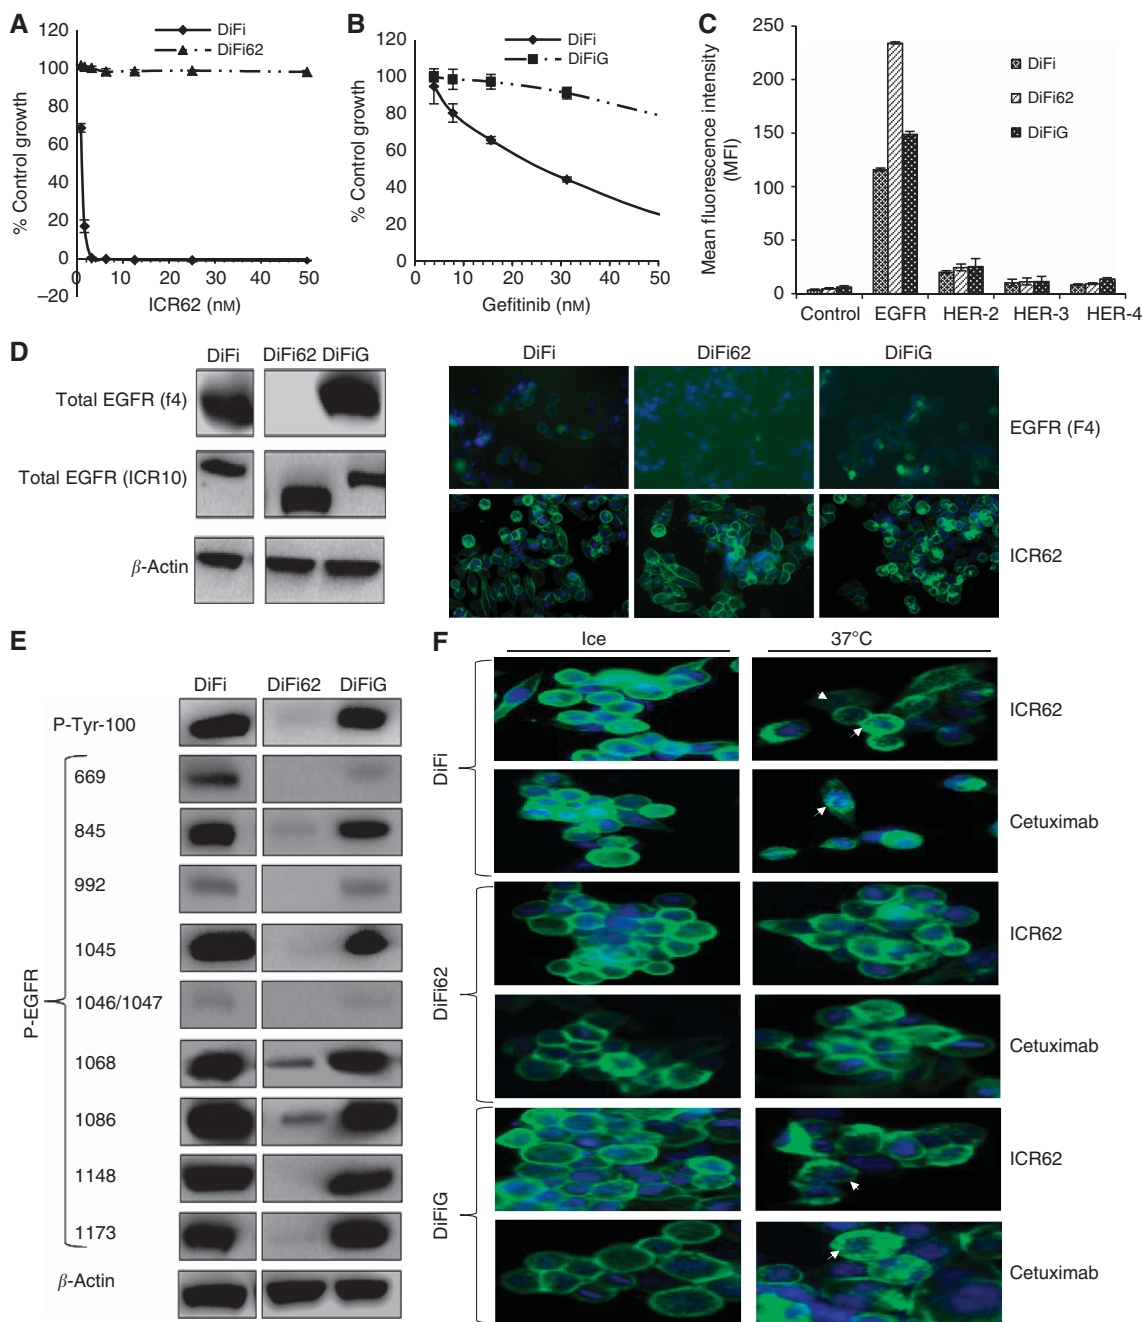 A
120
100
80
60
40
20
0
−20
% Control growth
DiFi
DiFi62
0 10 20 30 40 50
ICR62 (nM)
B
120
100
80
60
40
20
0
% Control growth
DiFi
DiFiG
0 10 20 30 40 50
Gefitinib (nM)
C
250
200
150
100
50
0
Mean fluorescence intensity
(MFI)
DiFi
DiFi62
DiFiG
Control EGFR HER-2 HER-3 HER-4
D
DiFi DiFi62 DiFiG
Total EGFR (f4)
Total EGFR (ICR10)
β-Actin
DiFi DiFi62 DiFiG
EGFR (F4)
ICR62
E
DiFi DiFi62 DiFiG
P-Tyr-100
669
845
992
1045
1046/1047
1068
1086
1148
1173
P-EGFR
β-Actin
F
Ice 37°C
DiFi
ICR62
Cetuximab
DiFi62
ICR62
Cetuximab
DiFiG
ICR62
Cetuximab